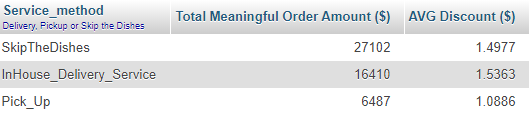 Service_method Total Meaningful Order Amount ($) AVG Discount ($)
Delivery, Pickup or Skip the Dishes
SkipTheDishes 27102 1.4977
InHouse_Delivery_Service 16410 1.5363
Pick_Up 6487 1.0886